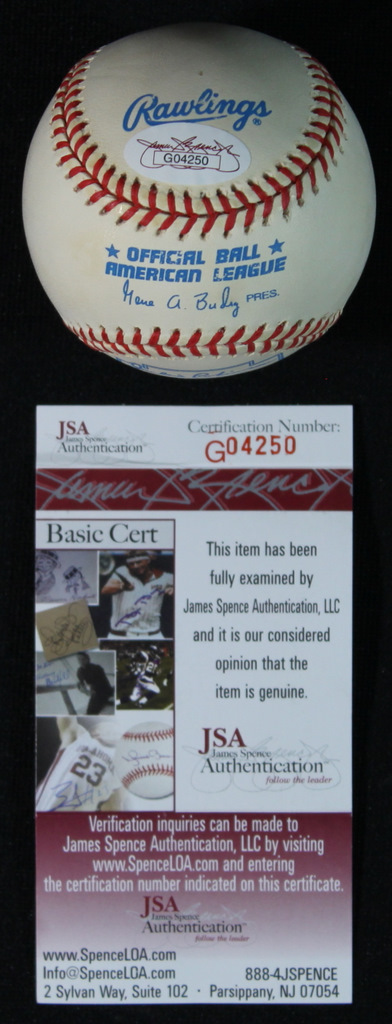 Rawlings®
G04250
OFFICIAL BALL
AMERICAN LEAGUE
Gene A. Budig PRES.
JSA
James Spence
Authentication
Certification Number:
G04250
Basic Cert
This item has been
fully examined by
James Spence Authentication, LLC
and it is our considered
opinion that the
item is genuine.
23
JSA
James Spence
Authentication
follow the leader
Verification inquiries can be made to
James Spence Authentication, LLC by visiting
www.SpenceLOA.com and entering
the certification number indicated on this certificate.
JSA
James Spence
Authentication
follow the leader
www.SpenceLOA.com
Info@SpenceLOA.com
888-4JSPENCE
2 Sylvan Way, Suite 102 · Parsippany, NJ 07054